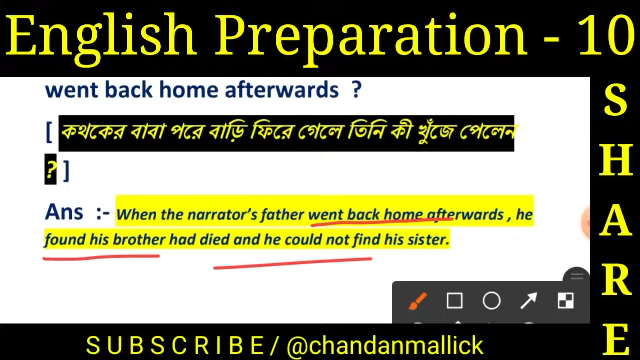 English Preparation - 10
went back home afterwards ?
[ কথকের বাবা পরে বাড়ি ফিরে গেলে তিনি কী খুঁজে পেলেন
? ]
Ans :- When the narrator's father went back home afterwards , he
found his brother had died and he could not find his sister.
S
H
A
R
E
SUBSCRIBE/ @chandanmallick